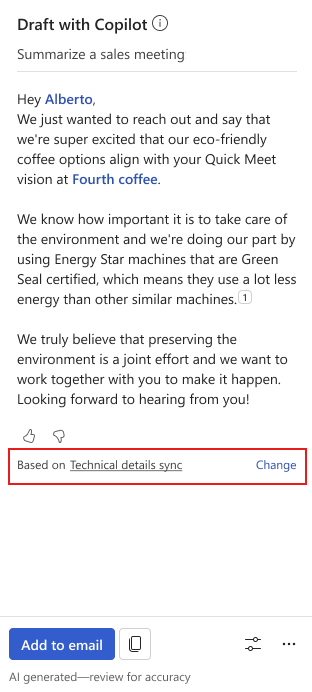 Draft with Copilot
Summarize a sales meeting
Hey Alberto,
We just wanted to reach out and say that
we're super excited that our eco-friendly
coffee options align with your Quick Meet
vision at Fourth coffee.
We know how important it is to take care of
the environment and we're doing our part by
using Energy Star machines that are Green
Seal certified, which means they use a lot less
energy than other similar machines. 1
We truly believe that preserving the
environment is a joint effort and we want to
work together with you to make it happen.
Looking forward to hearing from you!
Based on Technical details sync Change
Add to email
AI generated—review for accuracy